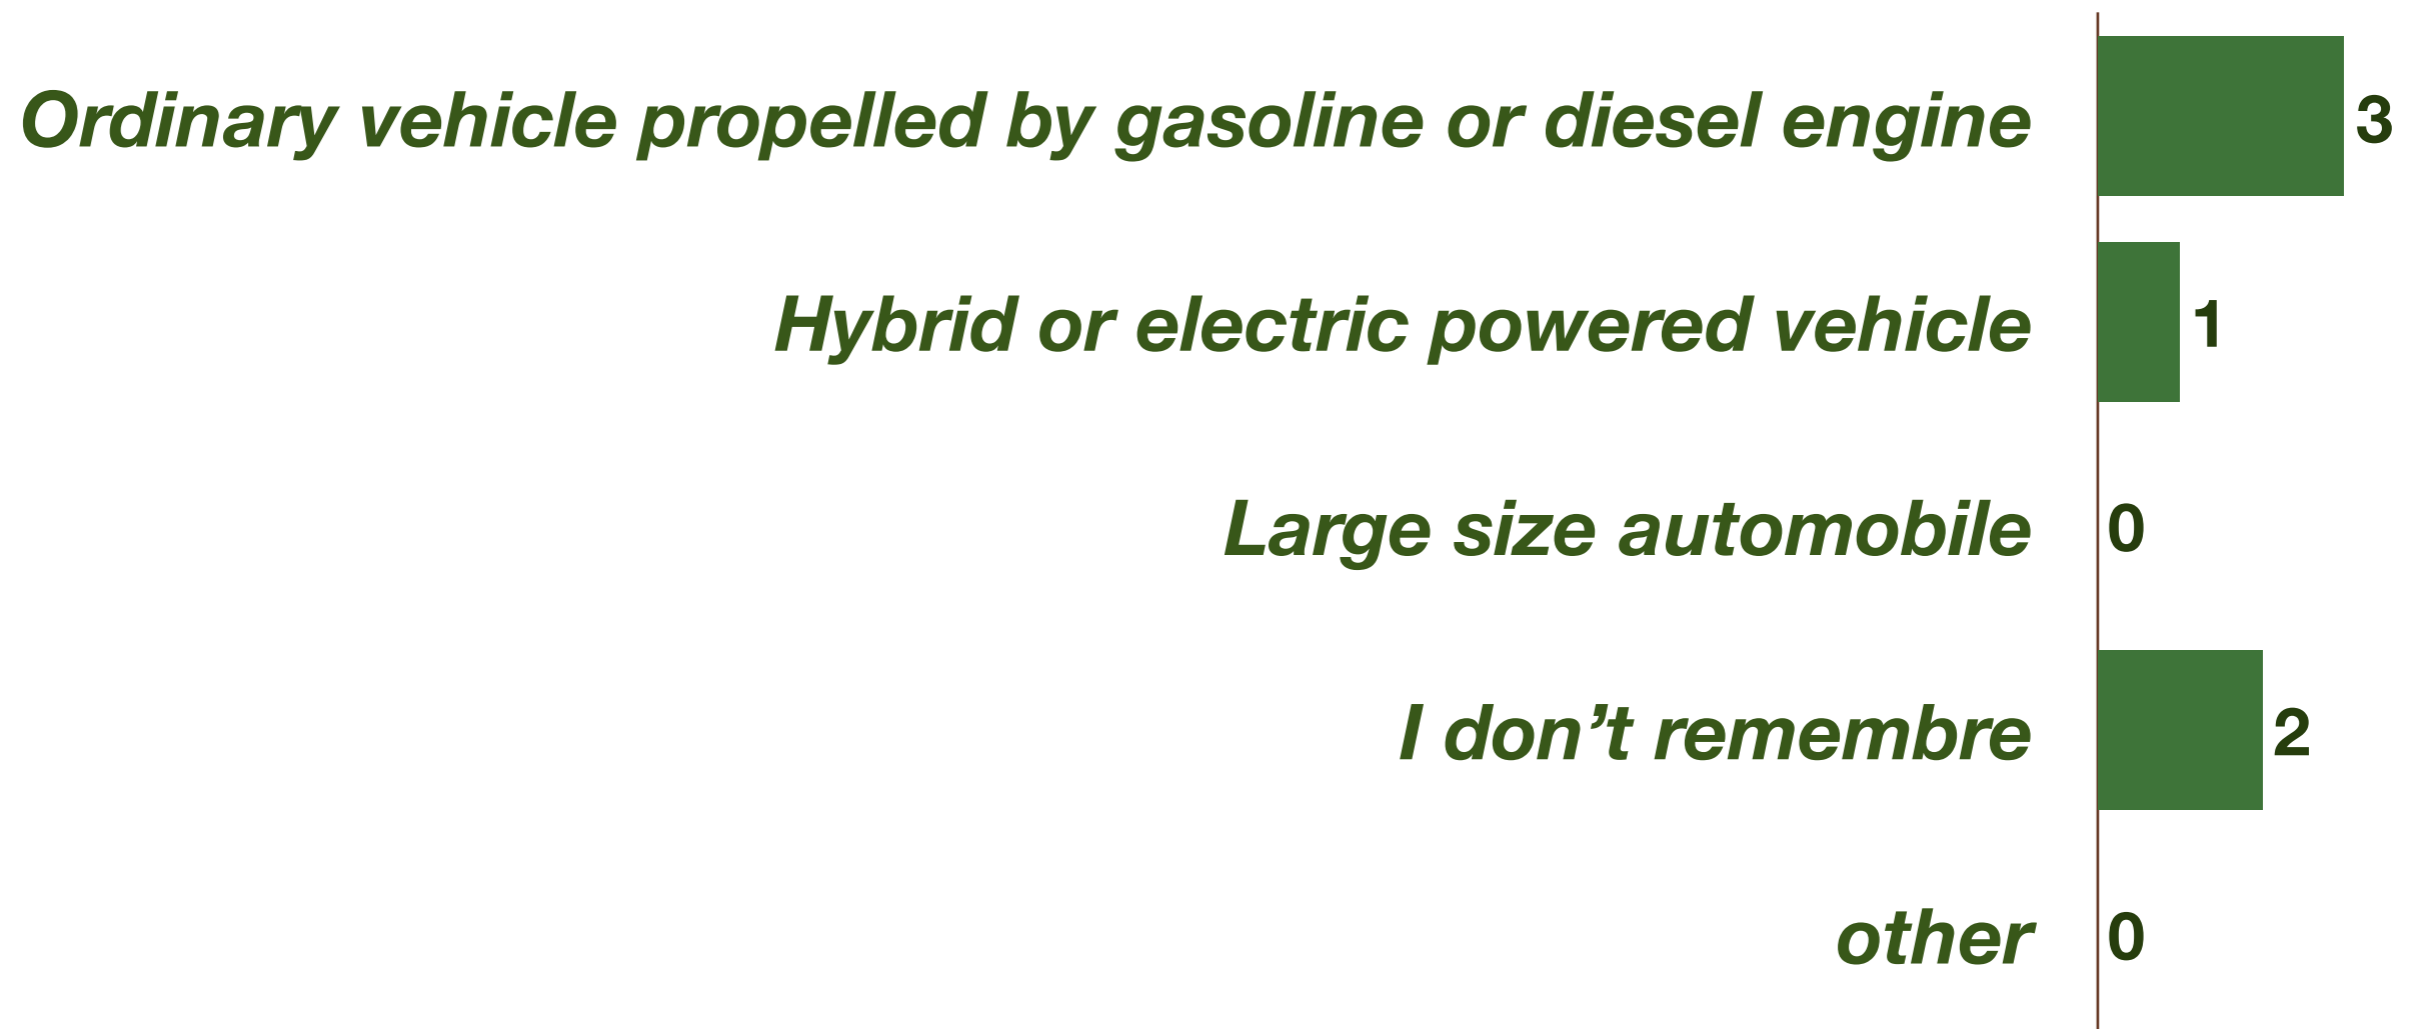 Ordinary vehicle propelled by gasoline or diesel engine 3
Hybrid or electric powered vehicle 1
Large size automobile 0
I don’t remembre 2
other 0